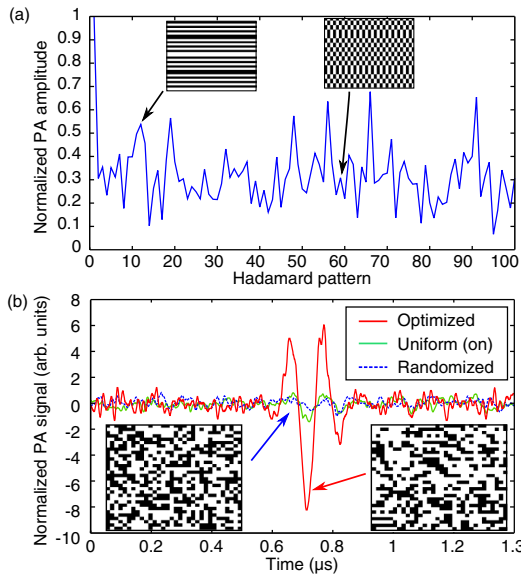 (a)
Normalized PA amplitude
1
0.9
0.8
0.7
0.6
0.5
0.4
0.3
0.2
0.1
0
0 10 20 30 40 50 60 70 80 90 100
Hadamard pattern
(b)
Normalized PA signal (arb. units)
8
6
4
2
0
-2
-4
-6
-8
-10
Optimized
Uniform (on)
Randomized
0 0.2 0.4 0.6 0.8 1 1.3
Time (µs)